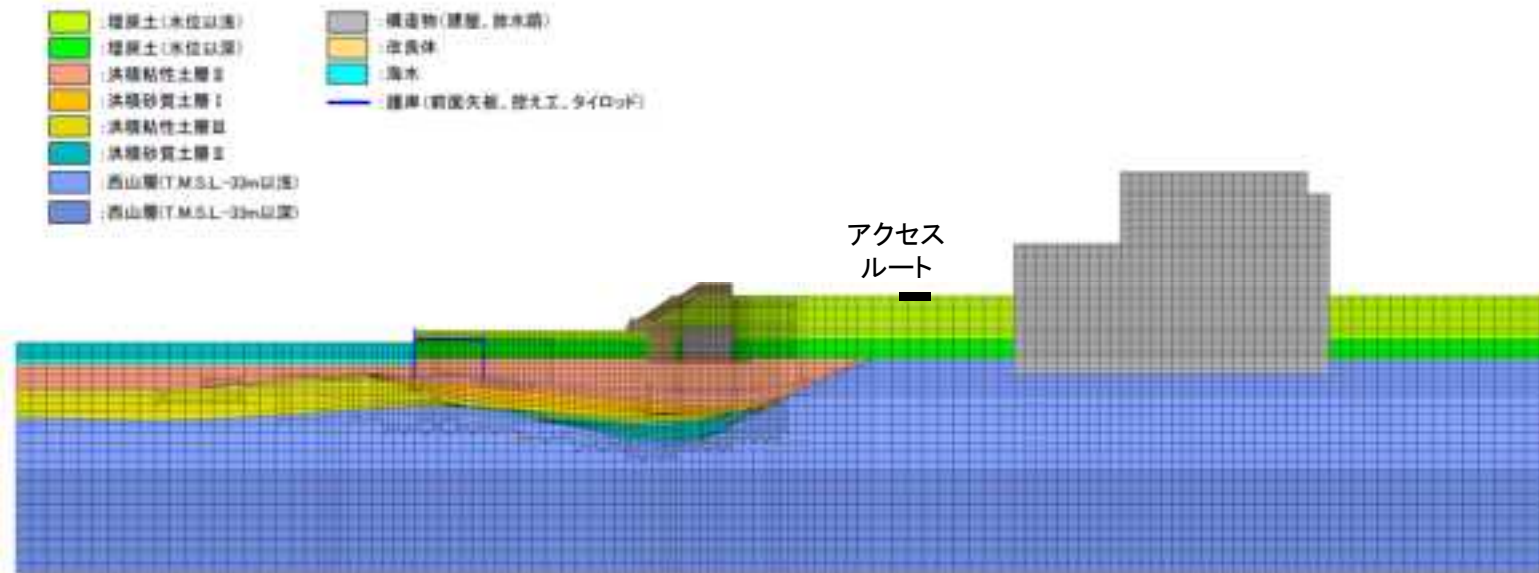 :埋戻土(水位以浅)
:埋戻土(水位以深)
:洪積粘性土層Ⅱ
:洪積砂質土層Ⅰ
:洪積粘性土層Ⅲ
:洪積砂質土層Ⅱ
:西山層(T.M.S.L.-33m以浅)
:西山層(T.M.S.L.-33m以深)
:構造物(建屋、放水路)
:改良体
:海水
:護岸(前面矢板、控え工、タイロッド)
アクセス
ルート